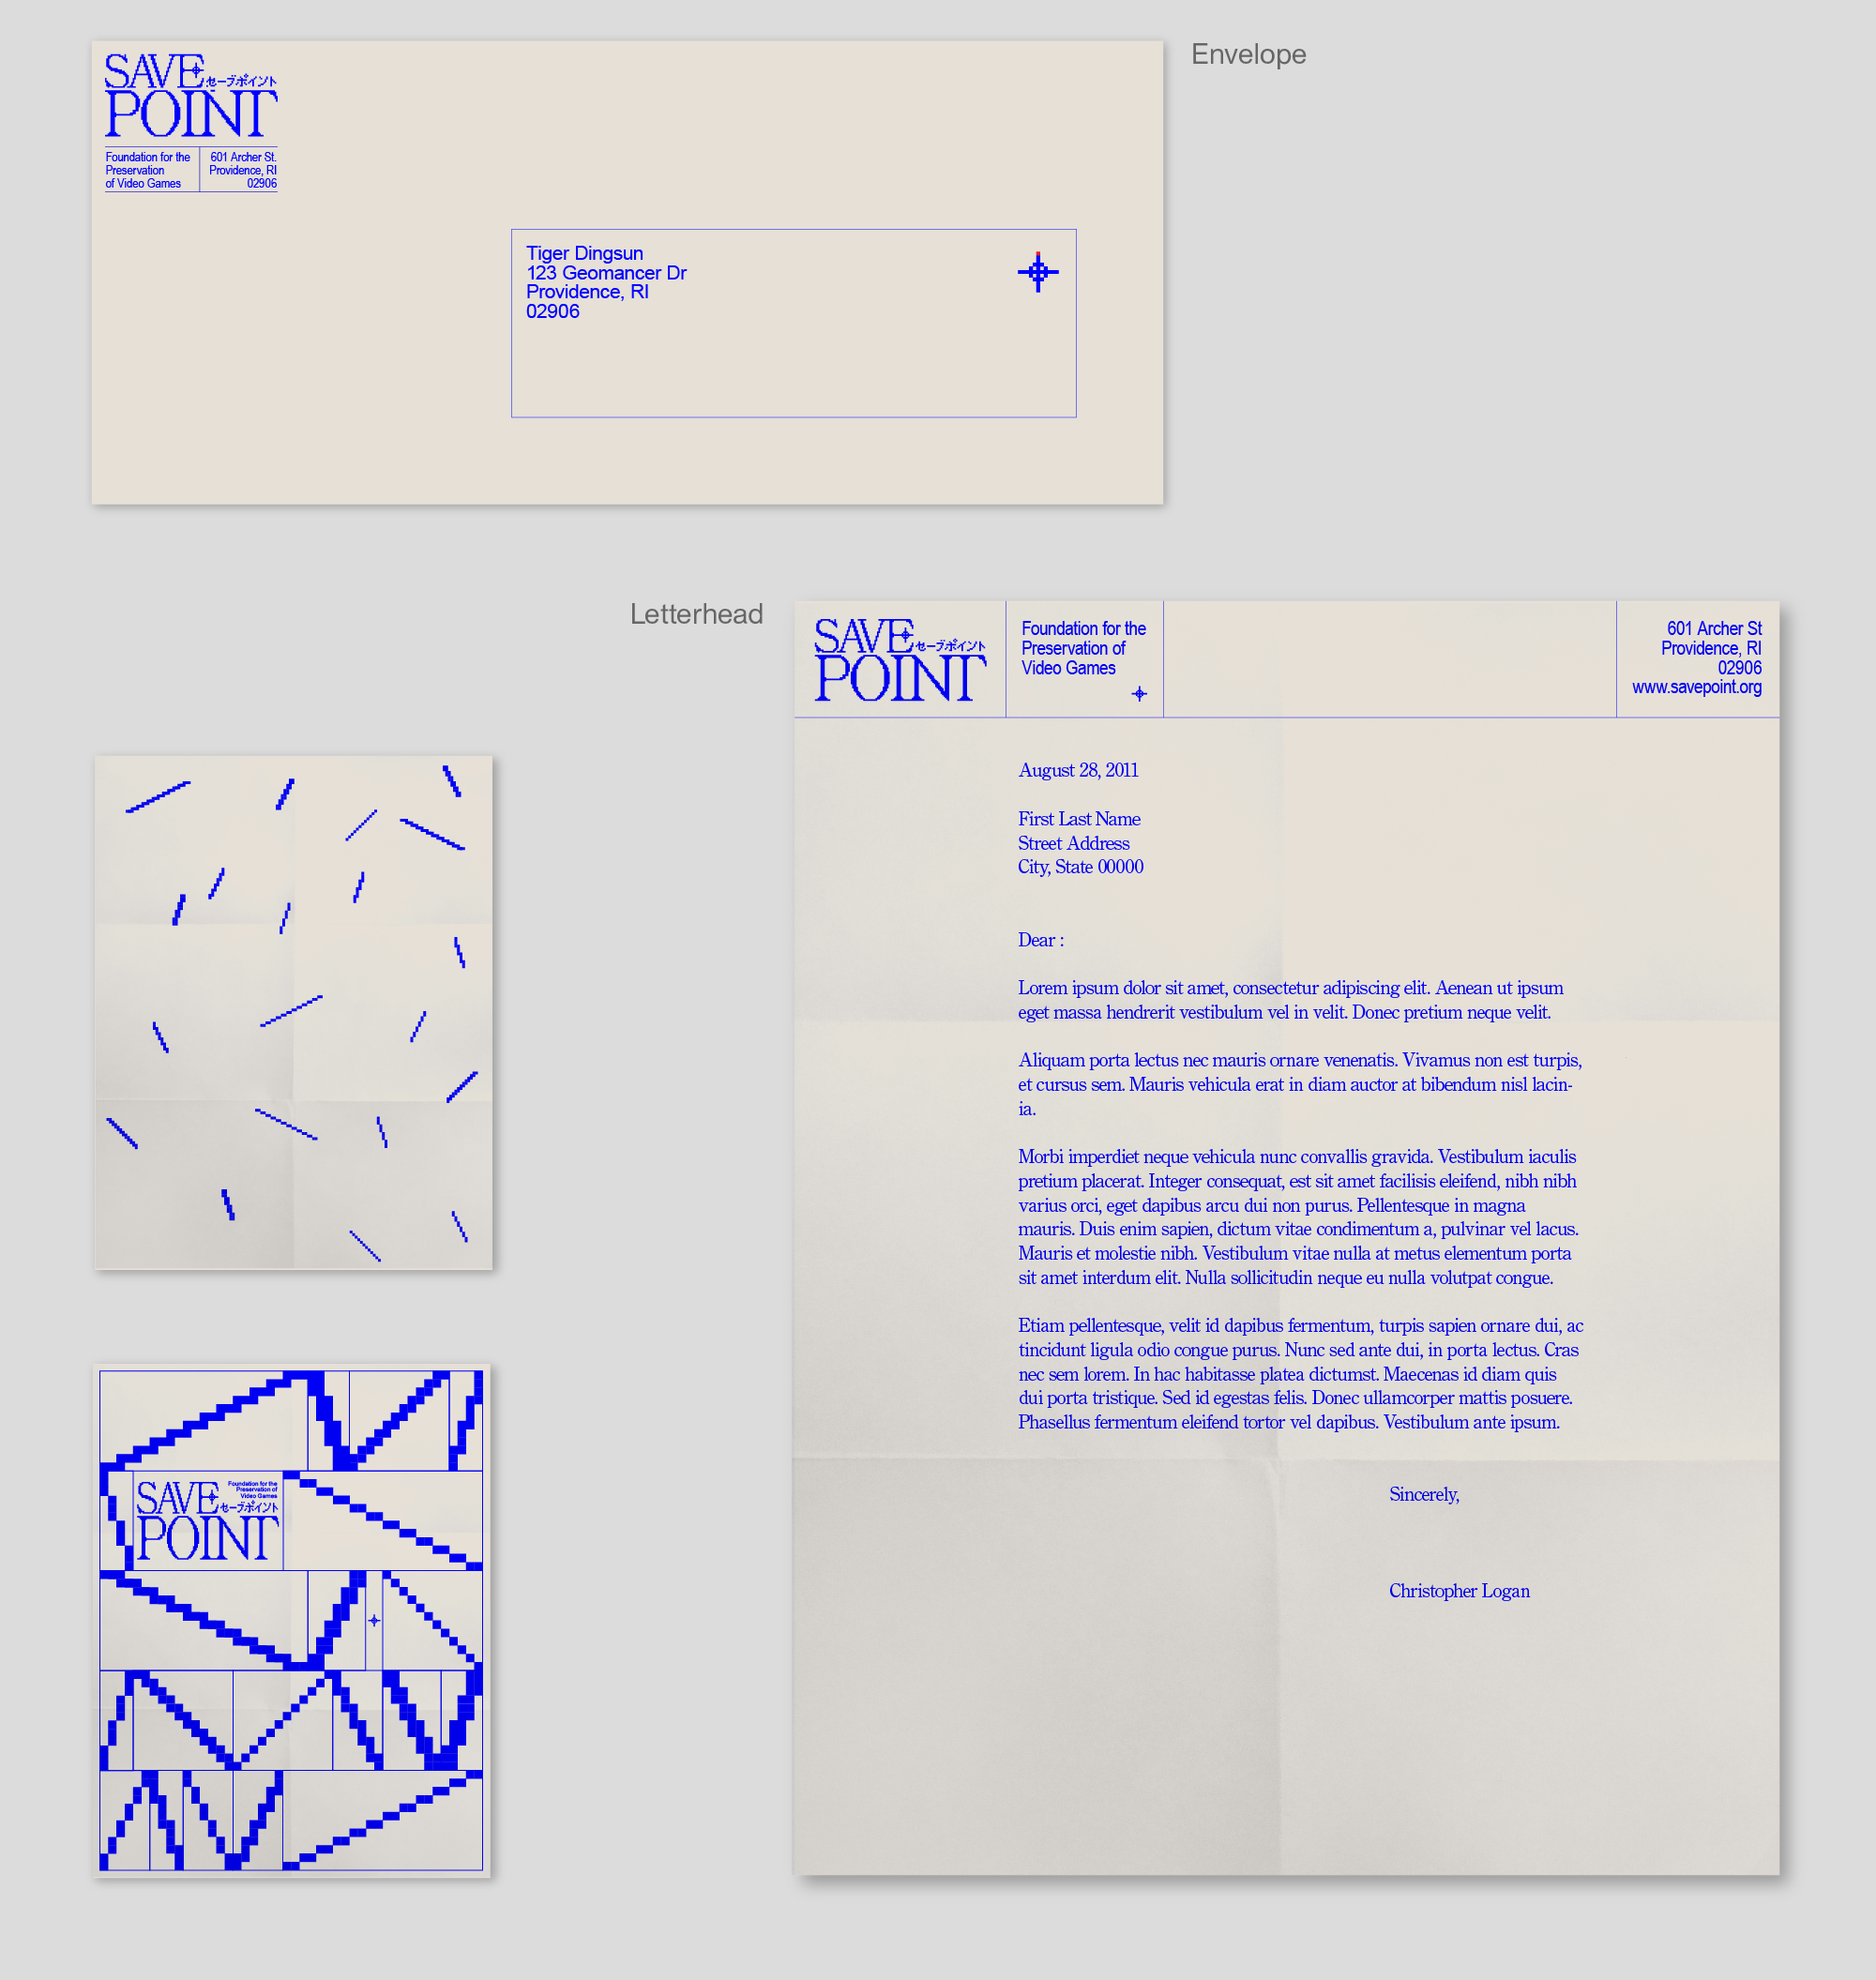 SAVE
セーブポイント
POINT
Foundation for the
Preservation
of Video Games
601 Archer St.
Providence, RI
02906
Envelope
Tiger Dingsun
123 Geomancer Dr
Providence, RI
02906
Letterhead
SAVE
セーブポイント
POINT
Foundation for the
Preservation of
Video Games
601 Archer St
Providence, RI
02906
www.savepoint.org
August 28, 2011
First Last Name
Street Address
City, State 00000
Dear :
Lorem ipsum dolor sit amet, consectetur adipiscing elit. Aenean ut ipsum
eget massa hendrerit vestibulum vel in velit. Donec pretium neque velit.
Aliquam porta lectus nec mauris ornare venenatis. Vivamus non est turpis,
et cursus sem. Mauris vehicula erat in diam auctor at bibendum nisl lacin-
ia.
Morbi imperdiet neque vehicula nunc convallis gravida. Vestibulum iaculis
pretium placerat. Integer consequat, est sit amet facilisis eleifend, nibh nibh
varius orci, eget dapibus arcu dui non purus. Pellentesque in magna
mauris. Duis enim sapien, dictum vitae condimentum a, pulvinar vel lacus.
Mauris et molestie nibh. Vestibulum vitae nulla at metus elementum porta
sit amet interdum elit. Nulla sollicitudin neque eu nulla volutpat congue.
Etiam pellentesque, velit id dapibus fermentum, turpis sapien ornare dui, ac
tincidunt ligula odio congue purus. Nunc sed ante dui, in porta lectus. Cras
nec sem lorem. In hac habitasse platea dictumst. Maecenas id diam quis
dui porta tristique. Sed id egestas felis. Donec ullamcorper mattis posuere.
Phasellus fermentum eleifend tortor vel dapibus. Vestibulum ante ipsum.
Sincerely,
Christopher Logan
SAVE
Foundation for the
Preservation of
Video Games
セーブポイント
POINT